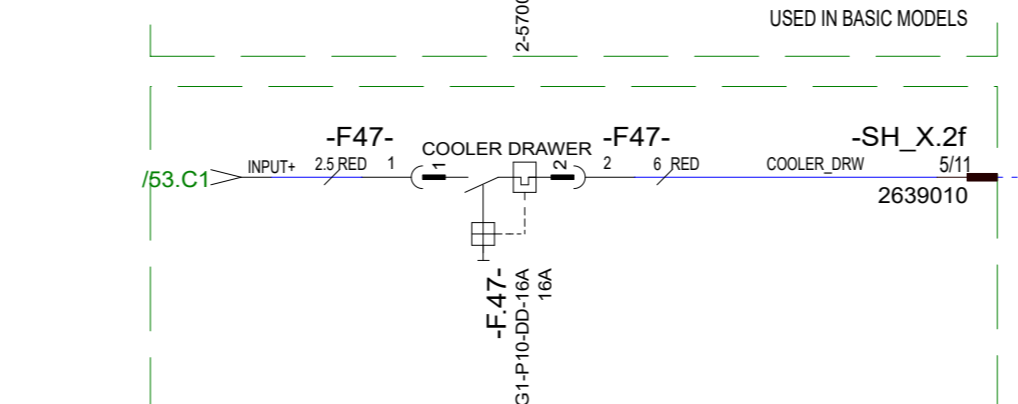 2-5700
USED IN BASIC MODELS
-F47-
COOLER DRAWER
-F47-
-SH_X.2f
/53.C1
INPUT+
2.5 RED
1
1
2
2
6 RED
COOLER_DRW
5/11
2639010
-F.47-
G1-P10-DD-16A
16A